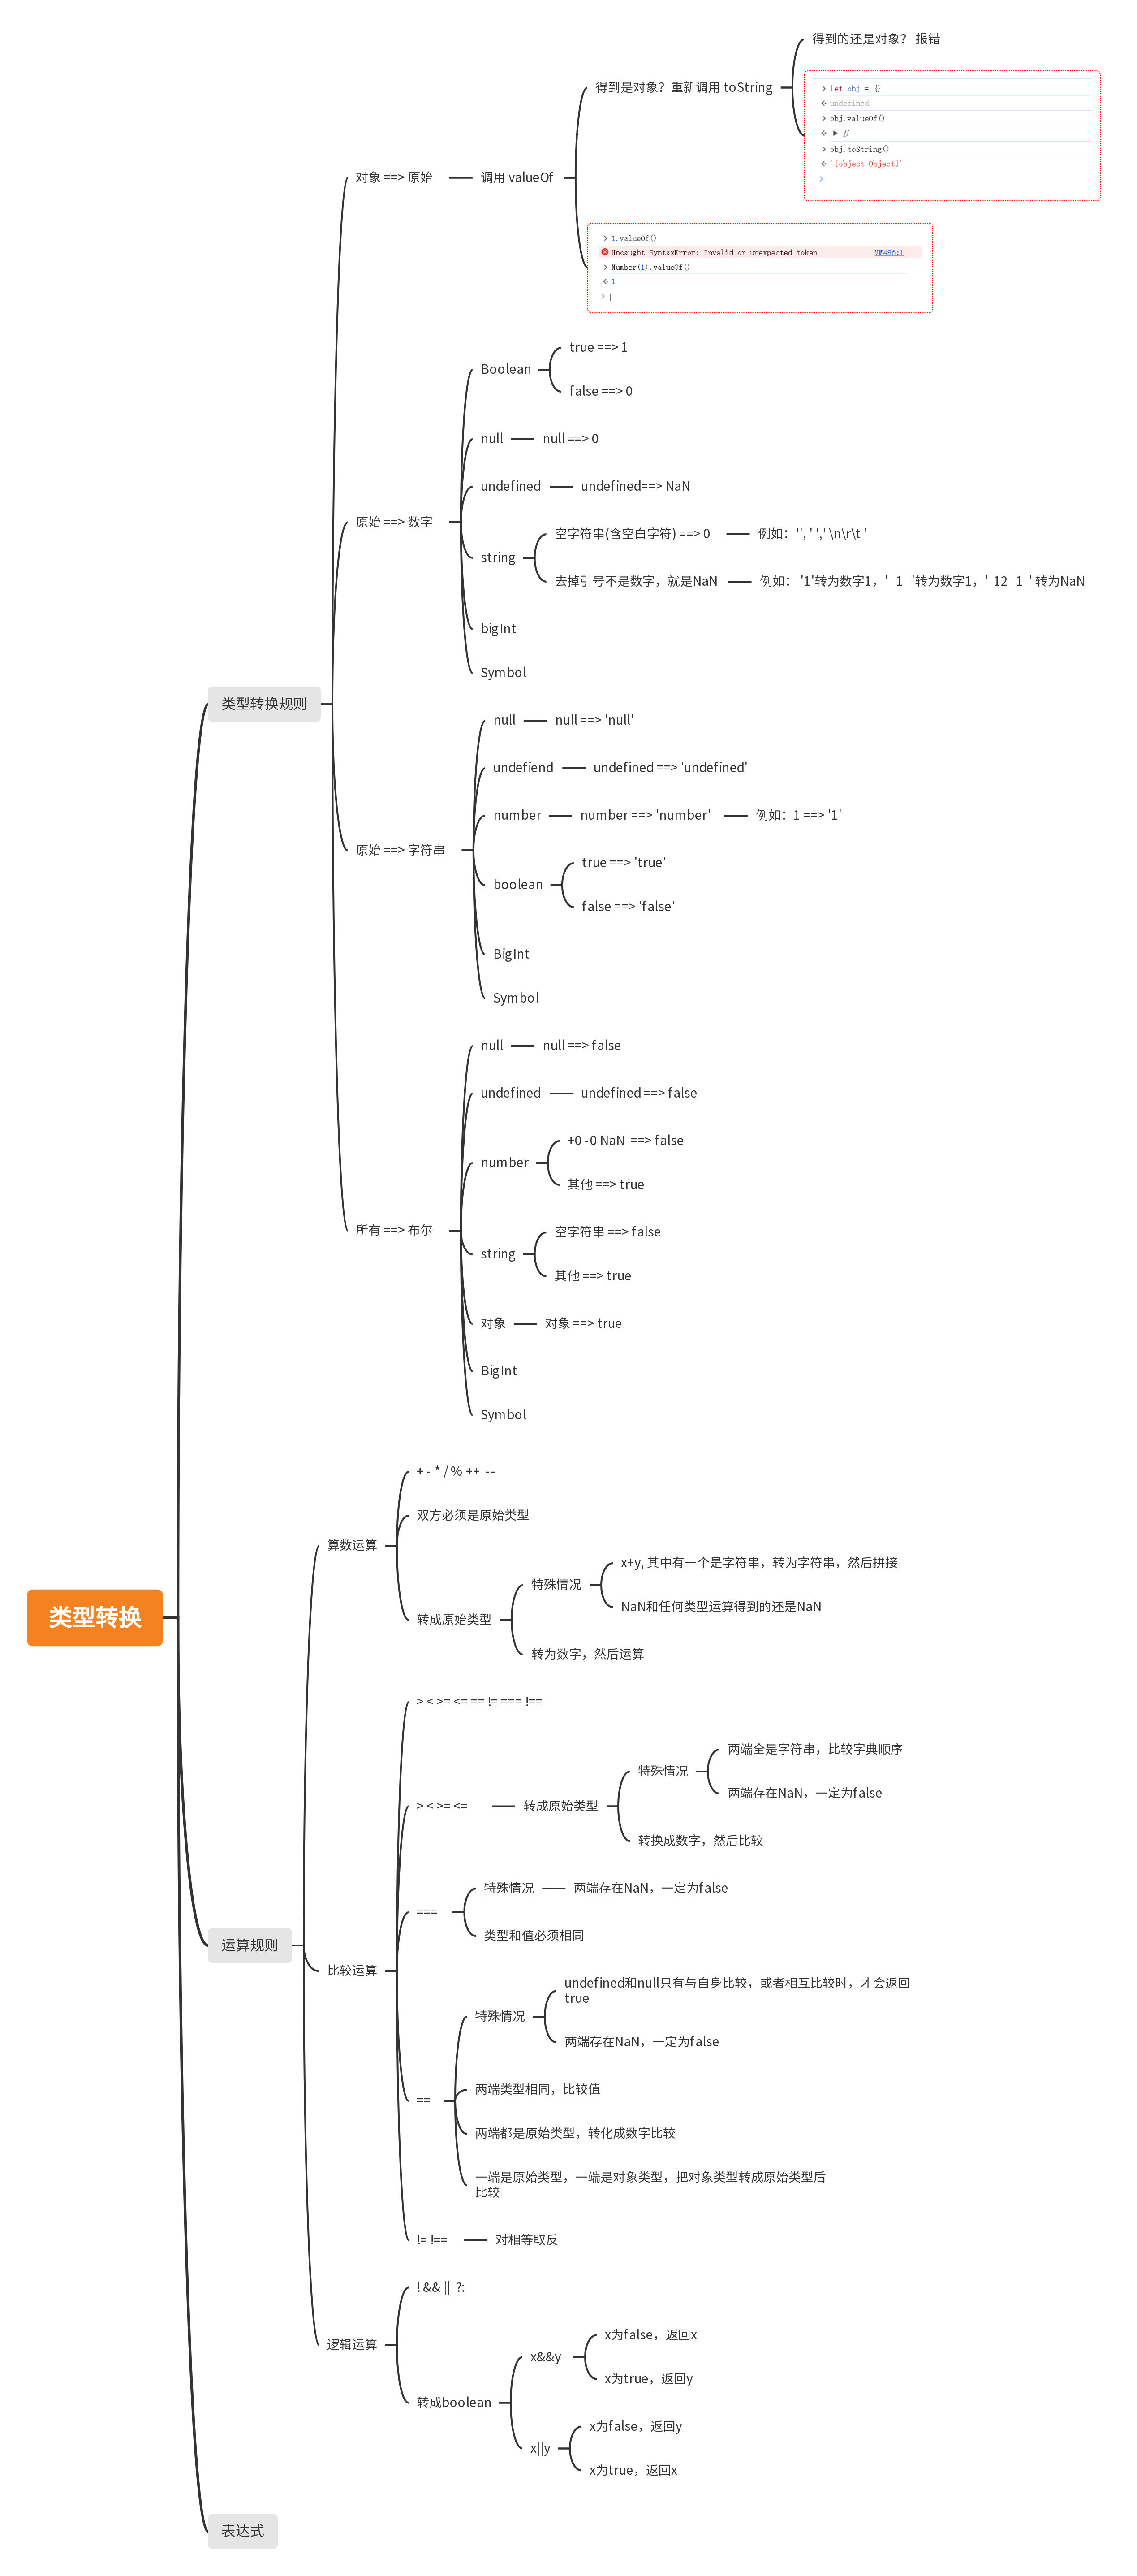 得到的还是对象？ 报错
得到是对象？重新调用 toString
let obj = {}
undefined
obj.valueOf()
{}
obj.toString()
'[object Object]'
对象 ==> 原始
调用 valueOf
1.valueOf()
Uncaught SyntaxError: Invalid or unexpected token VM486:1
Number(1).valueOf()
1
true ==> 1
Boolean
false ==> 0
null
null ==> 0
undefined
undefined==> NaN
原始 ==> 数字
空字符串(含空白字符) ==> 0
例如：'', ' ',' \n\r\t '
string
去掉引号不是数字，就是NaN
例如： '1'转为数字1，' 1 '转为数字1，' 12 1 ' 转为NaN
bigInt
Symbol
类型转换规则
null
null ==> 'null'
undefiend
undefined ==> 'undefined'
number
number ==> 'number'
例如：1 ==> '1'
原始 ==> 字符串
true ==> 'true'
boolean
false ==> 'false'
BigInt
Symbol
null
null ==> false
undefined
undefined ==> false
+0 -0 NaN ==> false
number
其他 ==> true
所有 ==> 布尔
空字符串 ==> false
string
其他 ==> true
对象
对象 ==> true
BigInt
Symbol
+ - * / % ++ --
双方必须是原始类型
算数运算
x+y, 其中有一个是字符串，转为字符串，然后拼接
特殊情况
NaN和任何类型运算得到的还是NaN
转成原始类型
转为数字，然后运算
类型转换
> < >= <= == != === !==
两端全是字符串，比较字典顺序
特殊情况
两端存在NaN，一定为false
> < >= <=
转成原始类型
转换成数字，然后比较
特殊情况
两端存在NaN，一定为false
===
类型和值必须相同
运算规则
比较运算
undefined和null只有与自身比较，或者相互比较时，才会返回
true
特殊情况
两端存在NaN，一定为false
两端类型相同，比较值
==
两端都是原始类型，转化成数字比较
一端是原始类型，一端是对象类型，把对象类型转成原始类型后
比较
!= !==
对相等取反
! && || ?:
逻辑运算
x为false，返回x
x&&y
x为true，返回y
转成boolean
x为false，返回y
x||y
x为true，返回x
表达式